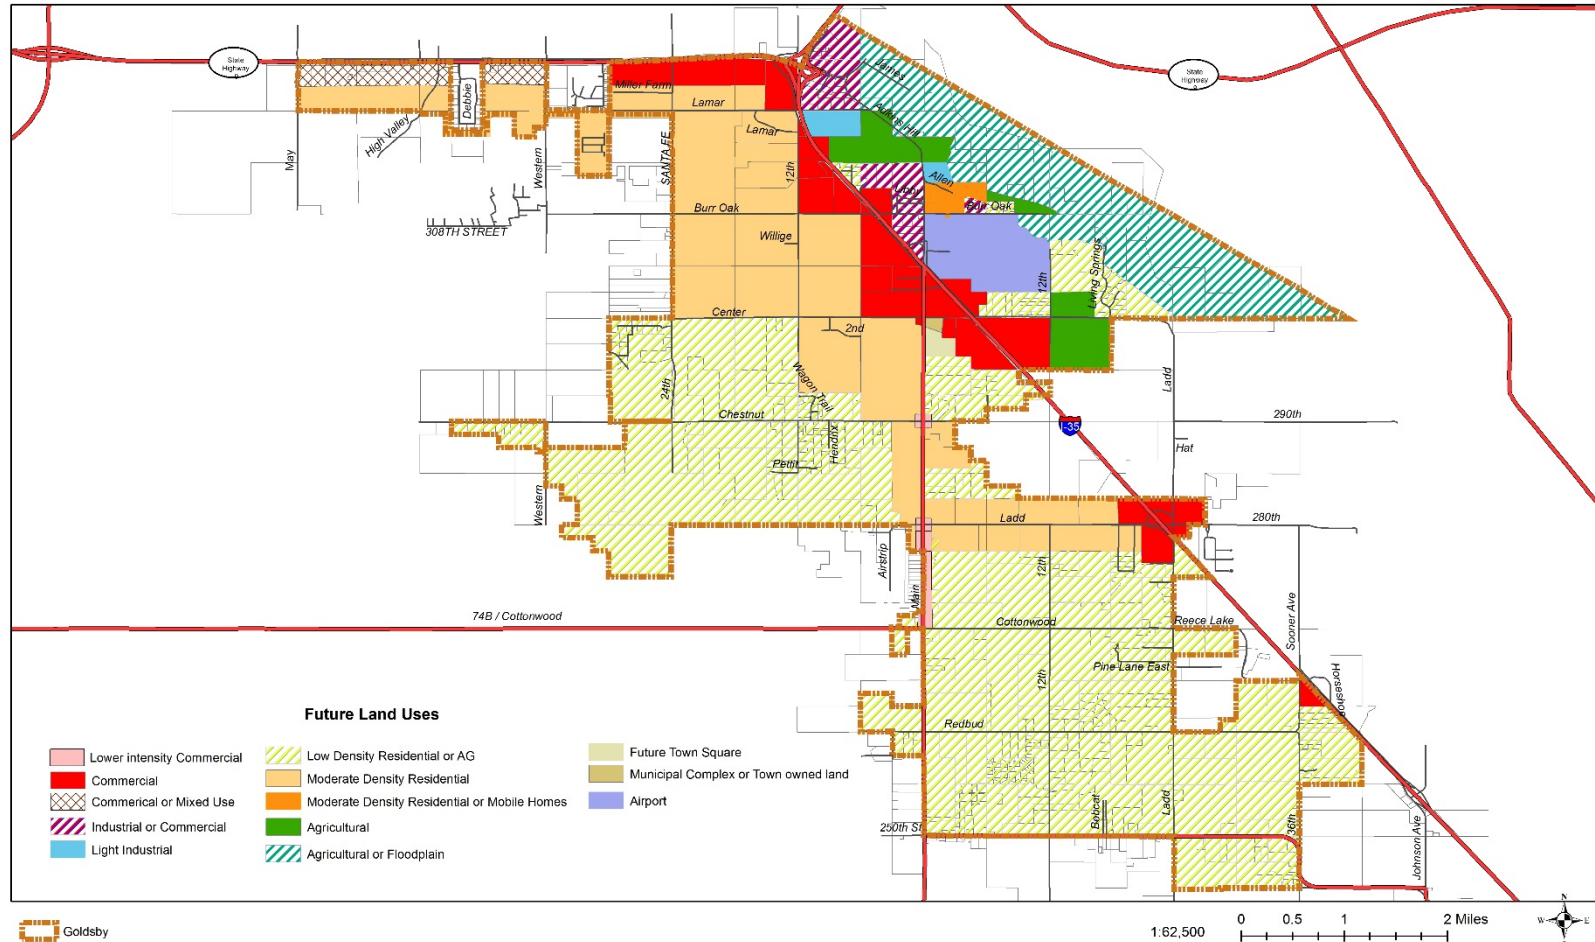 State
Highway
9
State
Highway
9
James
Miller Farm
Debbie
Lamar
Adkins Hill
High Valley
Lamar
May
Western
SANTA FE
12th
Allen
Libby
Burr Oak
Burr Oak
308TH STREET
Willige
12th
Living Springs
Center
2nd
24th
Wagon Trail
Ladd
Chestnut
290th
I-35
Hendrix
Hat
Pettit
Western
Ladd
280th
Airstrip
12th
Main
Sooner Ave
74B / Cottonwood
Cottonwood
Reece Lake
Pine Lane East
12th
Horseshoe
Redbud
Bobcat
Ladd
250th St
36th
Johnson Ave
Future Land Uses
Lower intensity Commercial
Commercial
Commerical or Mixed Use
Industrial or Commercial
Light Industrial
Low Density Residential or AG
Moderate Density Residential
Moderate Density Residential or Mobile Homes
Agricultural
Agricultural or Floodplain
Future Town Square
Municipal Complex or Town owned land
Airport
Goldsby
1:62,500
0 0.5 1 2 Miles
N
W E
S